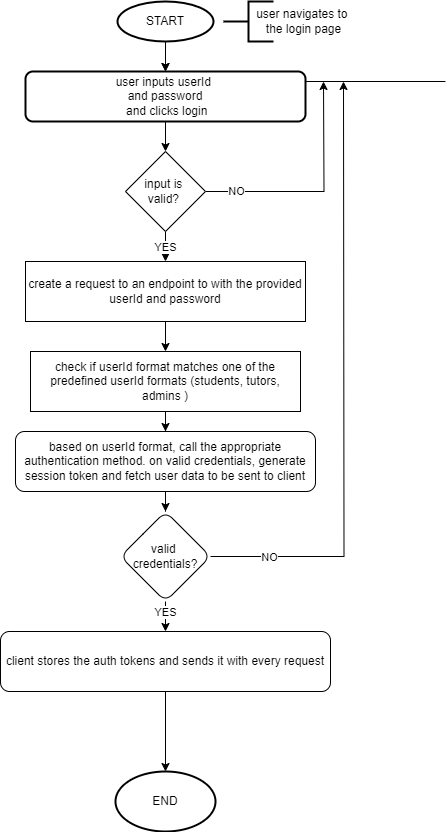 START
user navigates to
the login page
user inputs userId
and password
and clicks login
input is
valid?
NO
YES
create a request to an endpoint to with the provided
userId and password
check if userId format matches one of the
predefined userId formats (students, tutors,
admins )
based on userId format, call the appropriate
authentication method. on valid credentials, generate
session token and fetch user data to be sent to client
valid
credentials?
NO
YES
client stores the auth tokens and sends it with every request
END